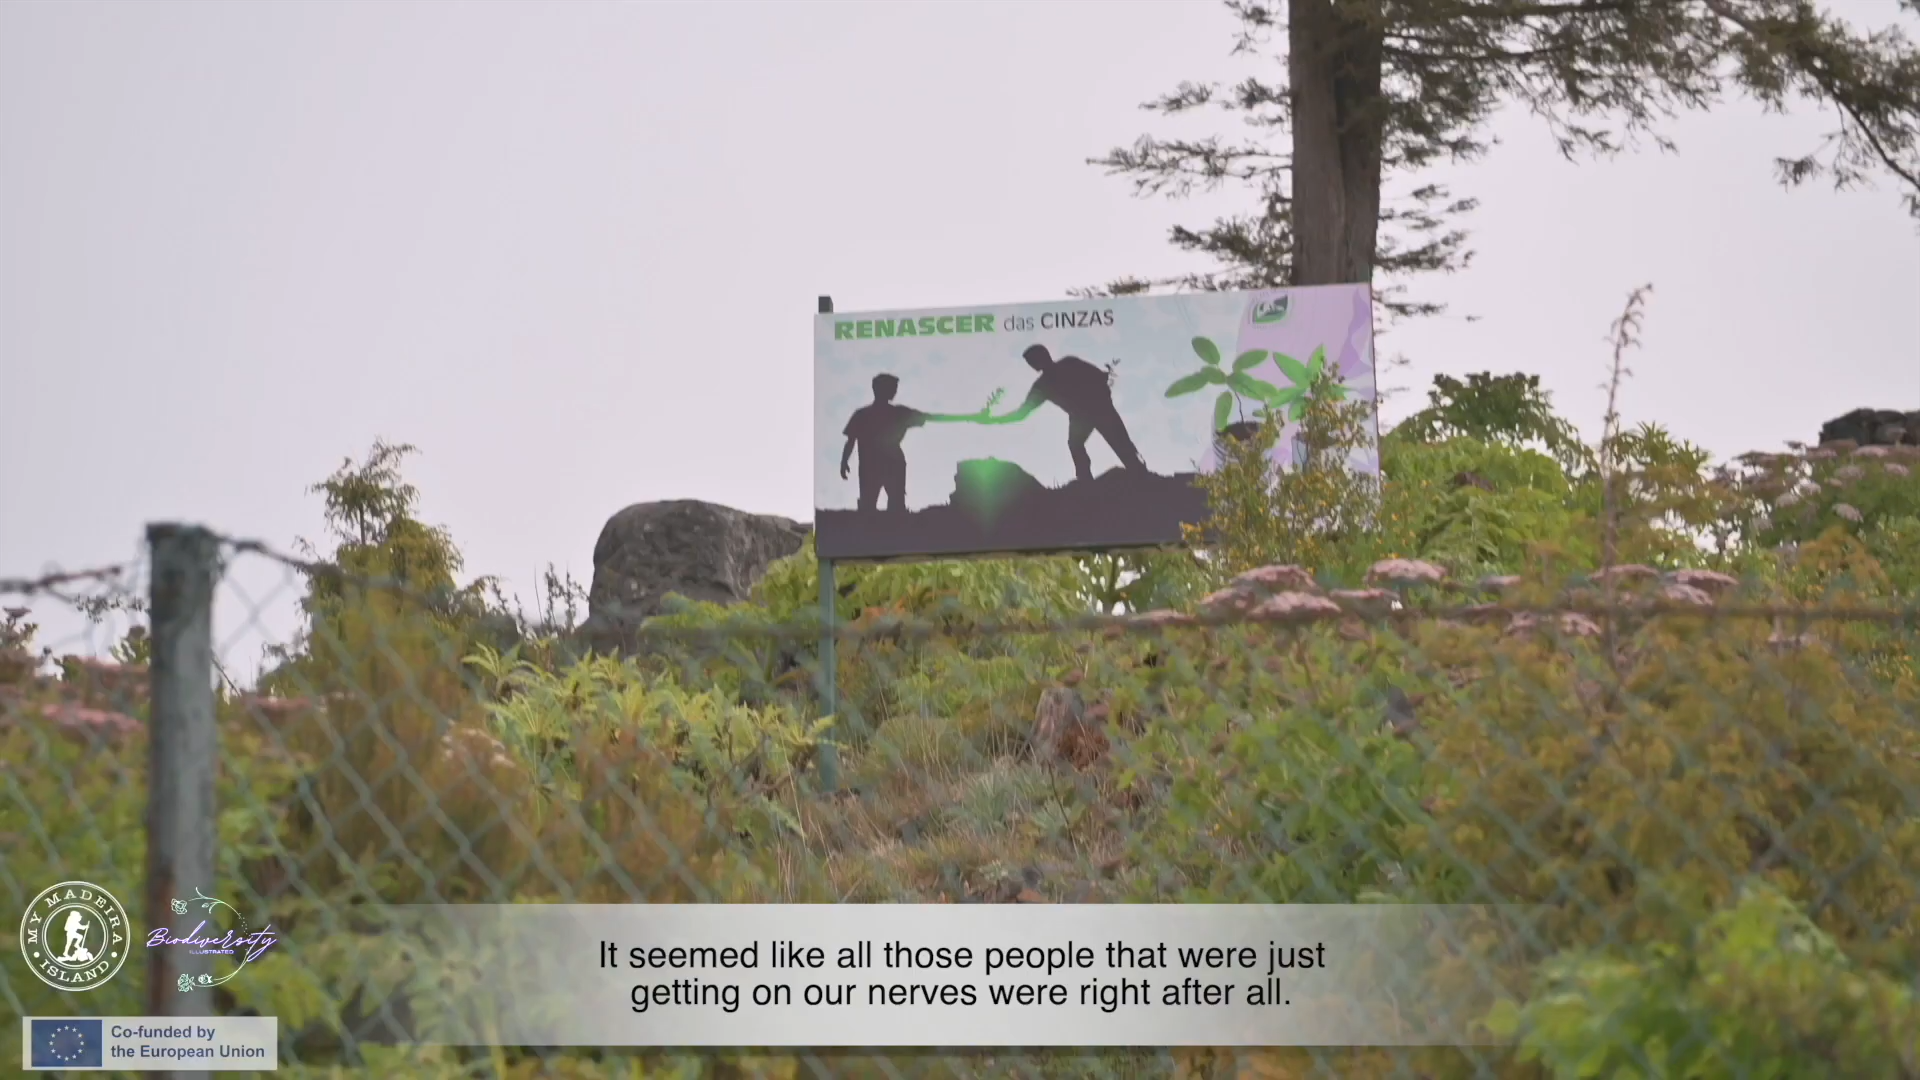 RENASCER das CINZAS
MY MADEIRA
ISLAND
Biodiversity
ILLUSTRATED
It seemed like all those people that were just
getting on our nerves were right after all.
Co-funded by
the European Union